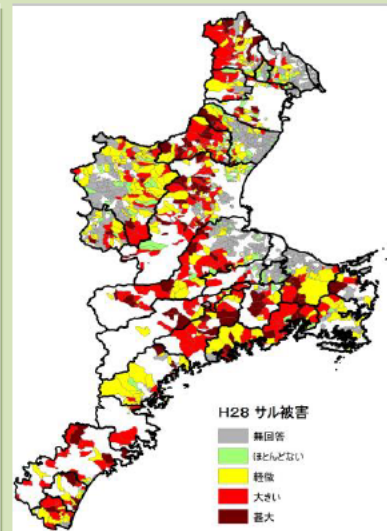 H28 サル被害
無回答
ほとんどない
軽微
大きい
甚大